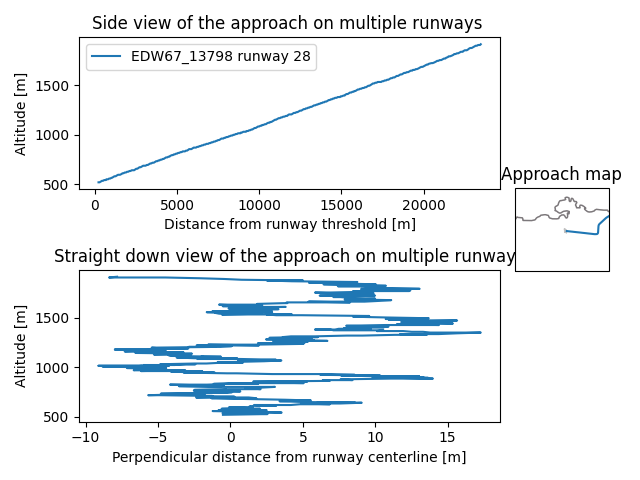 Side view of the approach on multiple runways
EDW67_13798 runway 28
Altitude [m]
1500
1000
500
0
5000
10000
15000
20000
Distance from runway threshold [m]
Approach map
Straight down view of the approach on multiple runway
Altitude [m]
1500
1000
500
−10
−5
0
5
10
15
Perpendicular distance from runway centerline [m]